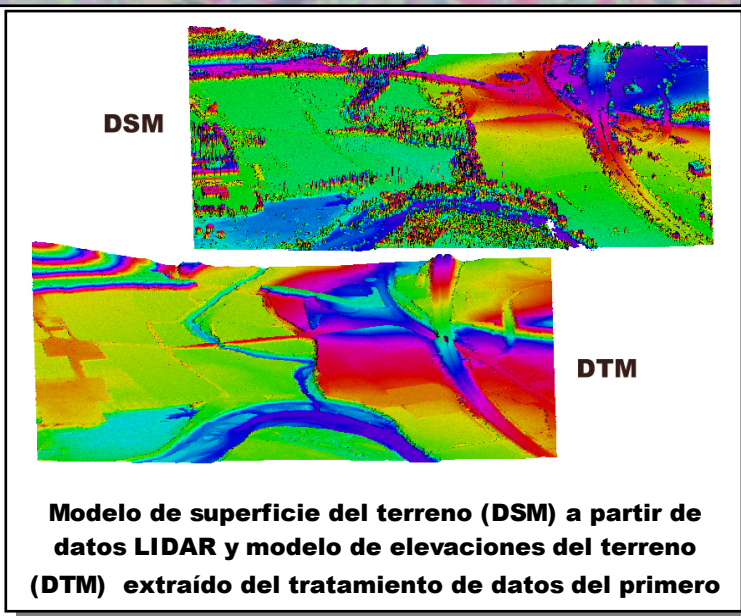 DSM
DTM
Modelo de superficie del terreno (DSM) a partir de
datos LIDAR y modelo de elevaciones del terreno
(DTM) extraído del tratamiento de datos del primero